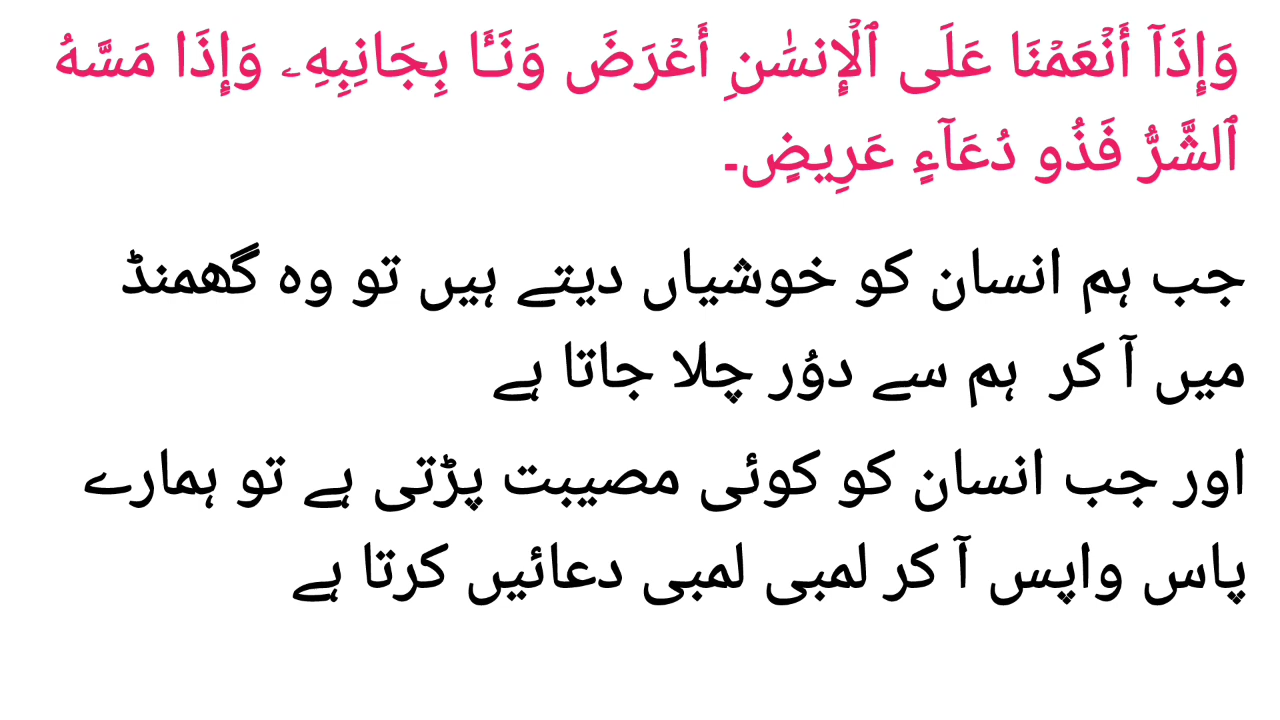 وَإِذَآ أَنۡعَمۡنَا عَلَى ٱلۡإِنسَٰنِ أَعۡرَضَ وَنَـَٔا بِجَانِبِهِۦ وَإِذَا مَسَّهُ
ٱلشَّرُّ فَذُو دُعَآءٍ عَرِيضٖ۔
جب ہم انسان کو خوشیاں دیتے ہیں تو وہ گھمنڈ
میں آ کر ہم سے دوُر چلا جاتا ہے
اور جب انسان کو کوئی مصیبت پڑتی ہے تو ہمارے
پاس واپس آ کر لمبی لمبی دعائیں کرتا ہے